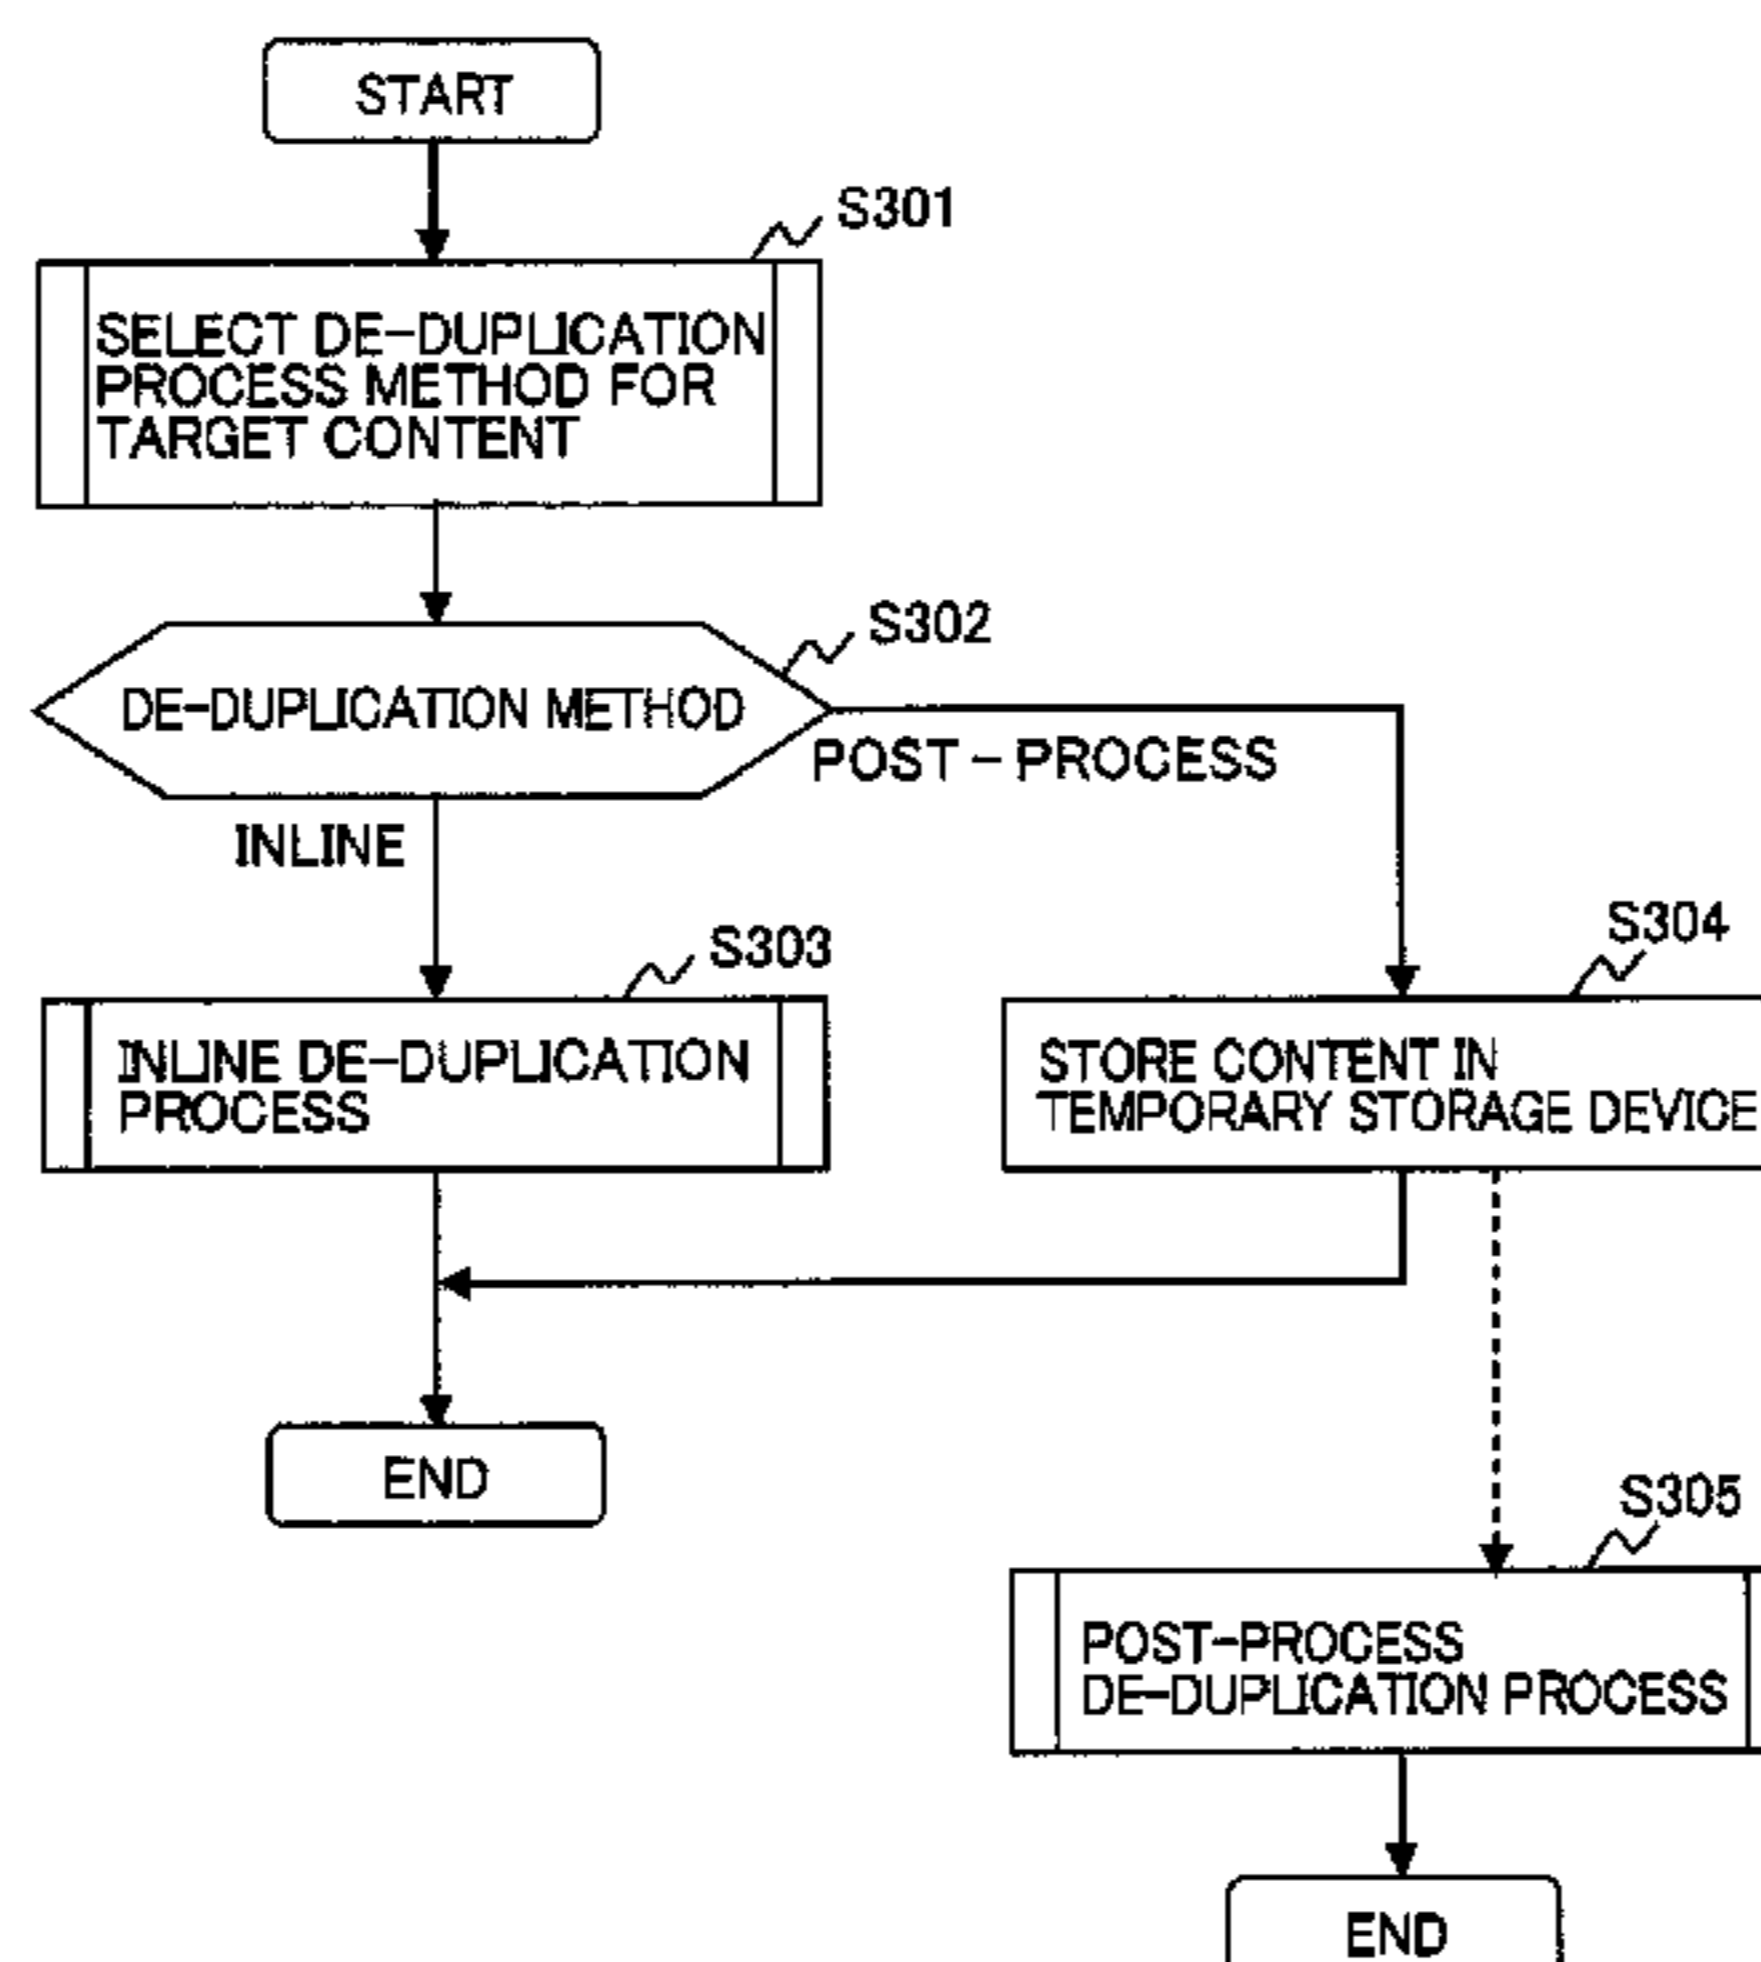 START
S301
SELECT DE-DUPLICATION
PROCESS METHOD FOR
TARGET CONTENT
S302
DE-DUPLICATION METHOD
POST-PROCESS
INLINE
S303
INLINE DE-DUPLICATION
PROCESS
S304
STORE CONTENT IN
TEMPORARY STORAGE DEVICE
END
S305
POST-PROCESS
DE-DUPLICATION PROCESS
END